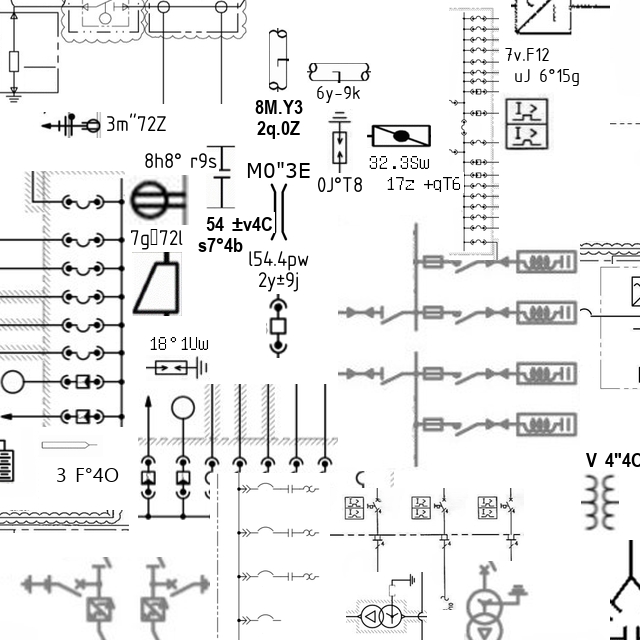 7v.F12
uJ 6°15g
6y-9k
8M.Y3
2q.0Z
3m"72Z
8h8° r9s
32.3Sw
M0"3E
0J°T8
17z +qT6
54 ±v4C
s7°4b
7g▯72l
l54.4pw
2y±9j
18°1Uw
3 F°4O
V 4"4C